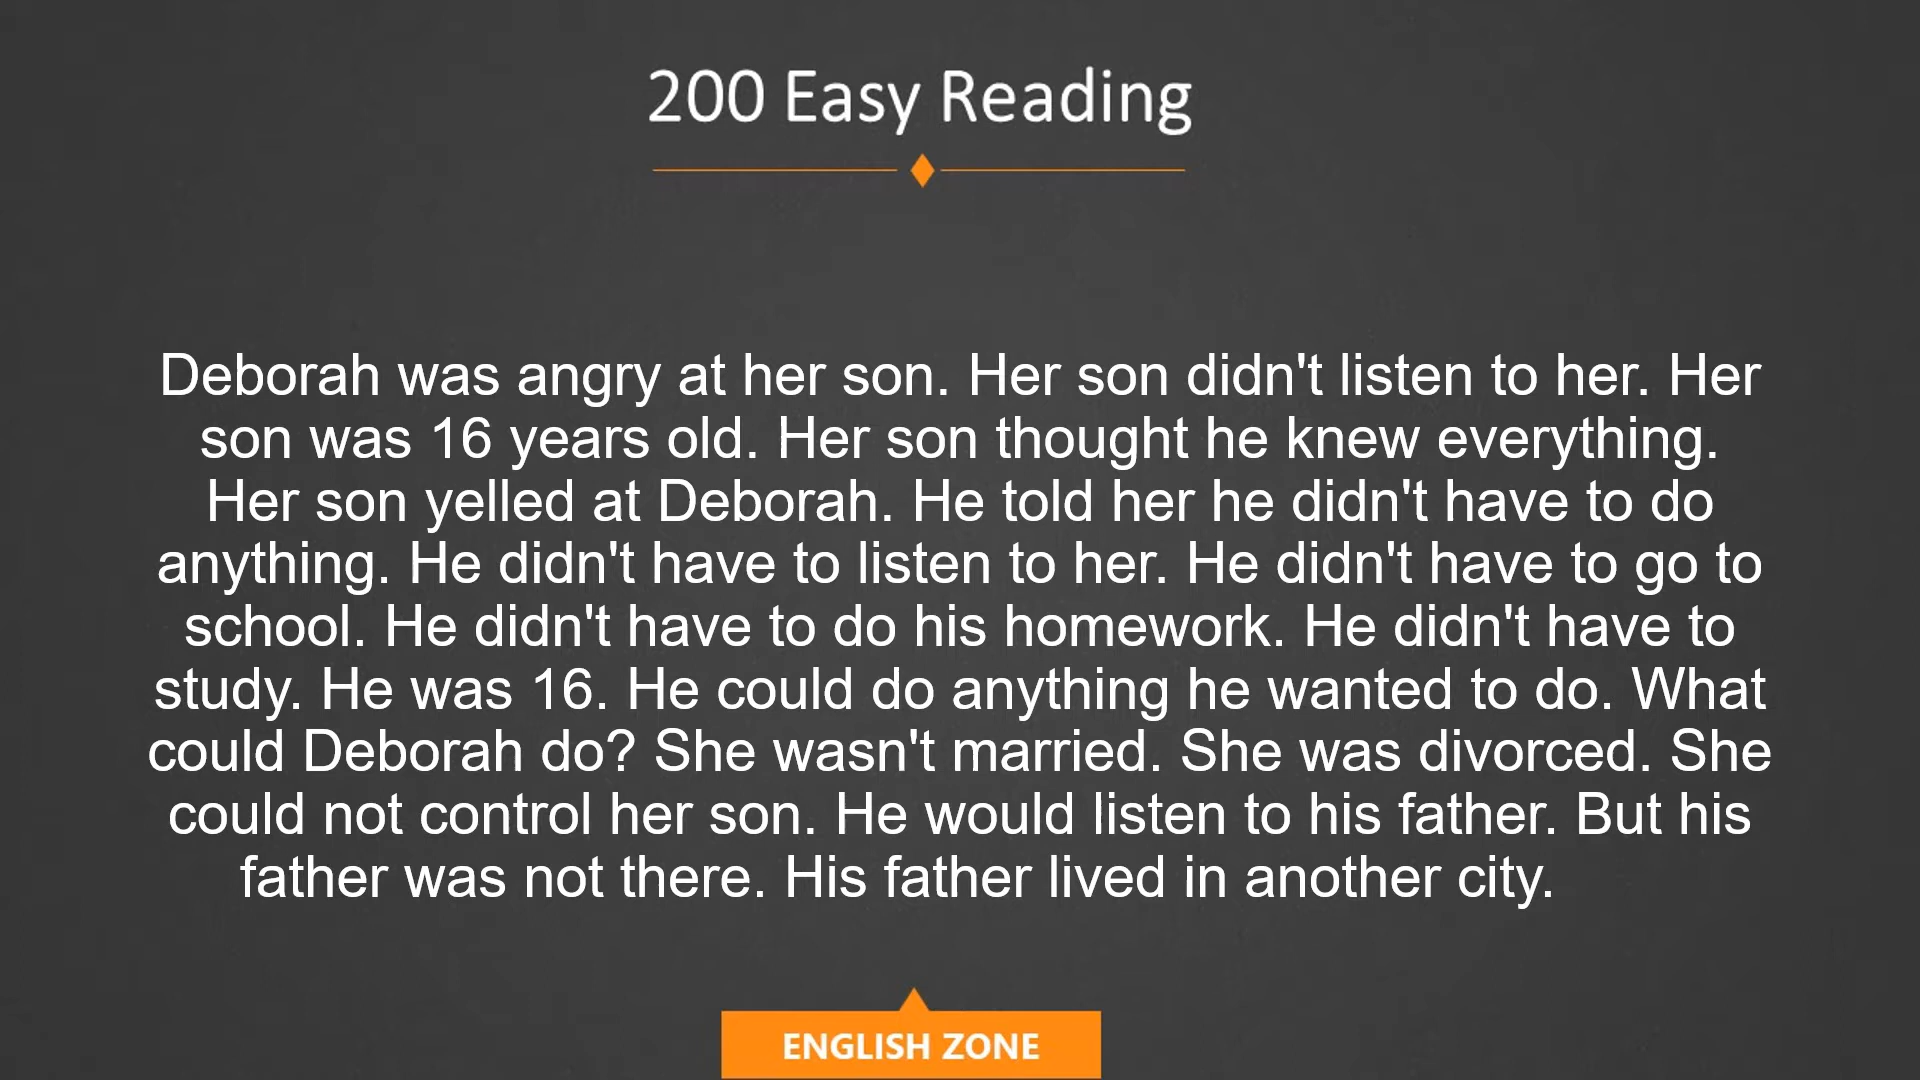 200 Easy Reading
Deborah was angry at her son. Her son didn't listen to her. Her
son was 16 years old. Her son thought he knew everything.
Her son yelled at Deborah. He told her he didn't have to do
anything. He didn't have to listen to her. He didn't have to go to
school. He didn't have to do his homework. He didn't have to
study. He was 16. He could do anything he wanted to do. What
could Deborah do? She wasn't married. She was divorced. She
could not control her son. He would listen to his father. But his
father was not there. His father lived in another city.
ENGLISH ZONE